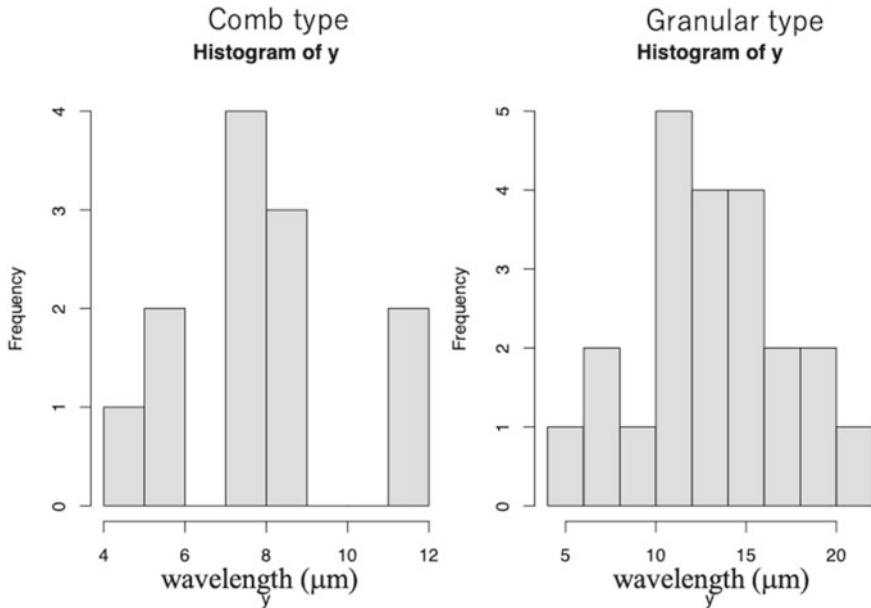 Comb type
Histogram of y
Frequency
4
3
2
1
0
4 6 8 10 12
wavelength (μm)
y
Granular type
Histogram of y
Frequency
5
4
3
2
1
0
5 10 15 20
wavelength (μm)
y